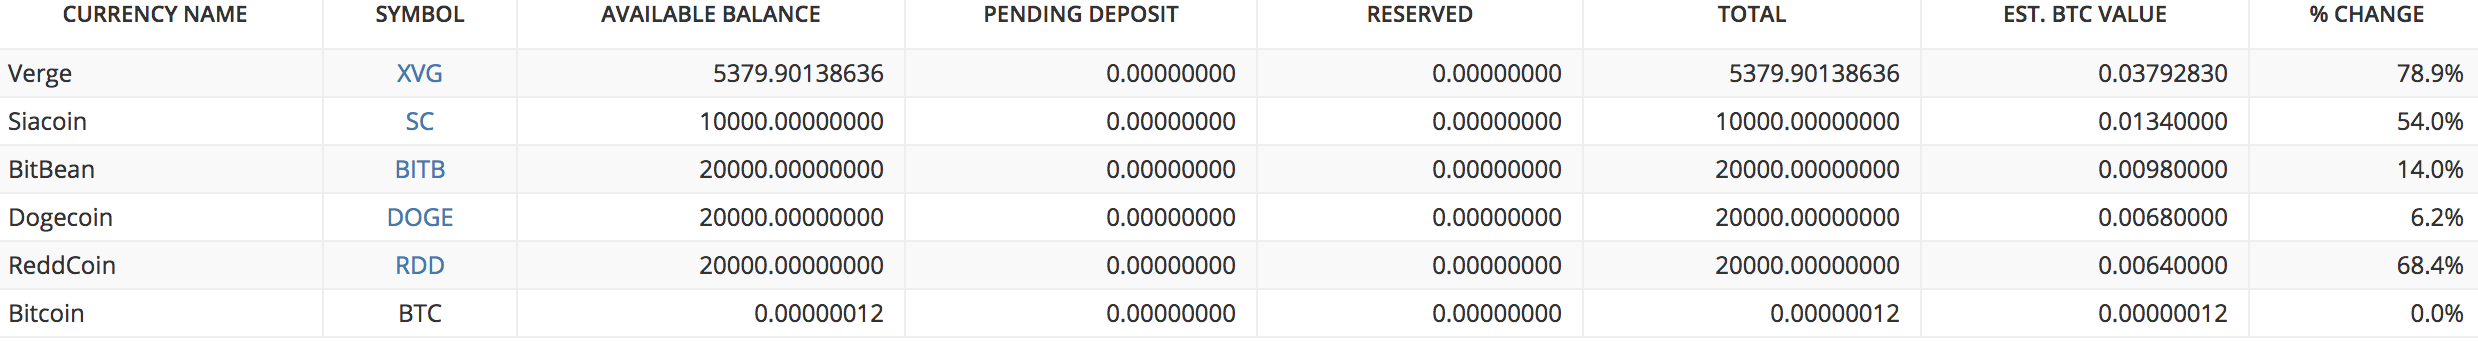 CURRENCY NAME SYMBOL AVAILABLE BALANCE PENDING DEPOSIT RESERVED TOTAL EST. BTC VALUE % CHANGE
Verge XVG 5379.90138636 0.00000000 0.00000000 5379.90138636 0.03792830 78.9%
Siacoin SC 10000.00000000 0.00000000 0.00000000 10000.00000000 0.01340000 54.0%
BitBean BITB 20000.00000000 0.00000000 0.00000000 20000.00000000 0.00980000 14.0%
Dogecoin DOGE 20000.00000000 0.00000000 0.00000000 20000.00000000 0.00680000 6.2%
ReddCoin RDD 20000.00000000 0.00000000 0.00000000 20000.00000000 0.00640000 68.4%
Bitcoin BTC 0.00000012 0.00000000 0.00000000 0.00000012 0.00000012 0.0%